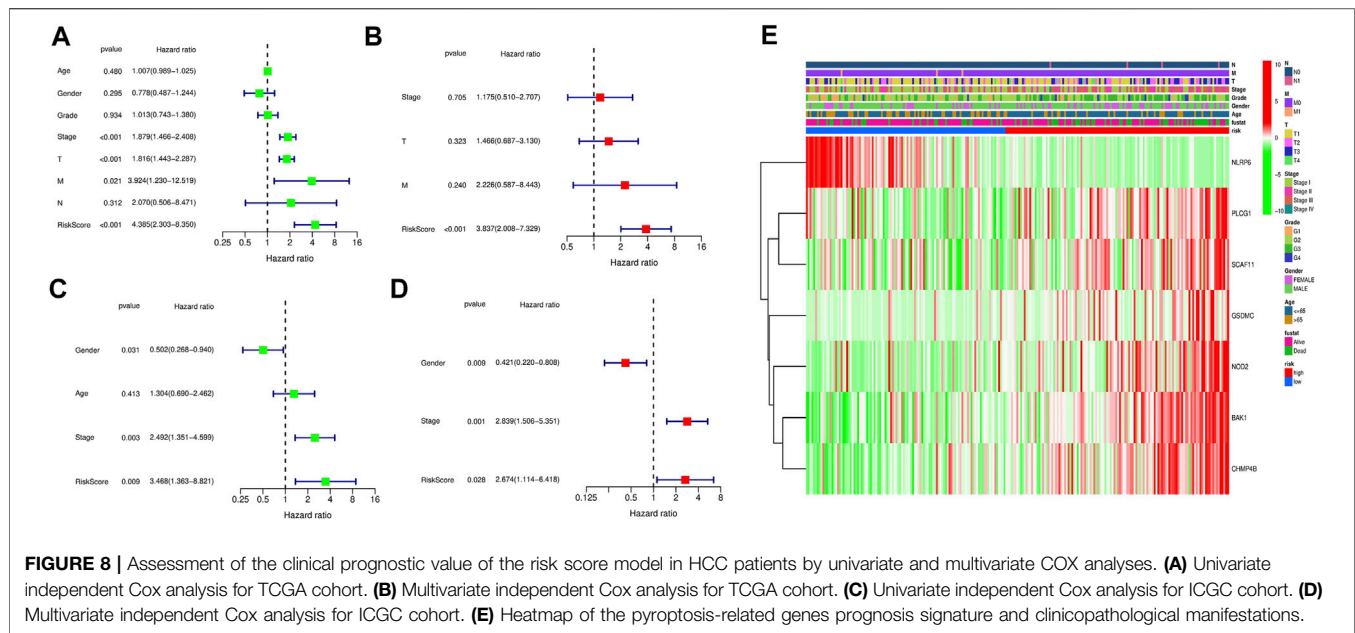 A
pvalue Hazard ratio
Age 0.480 1.007(0.989−1.025)
Gender 0.295 0.778(0.487−1.244)
Grade 0.934 1.013(0.743−1.380)
Stage <0.001 1.879(1.466−2.408)
T <0.001 1.816(1.443−2.287)
M 0.021 3.924(1.230−12.519)
N 0.312 2.070(0.506−8.471)
RiskScore <0.001 4.385(2.303−8.350)
0.25 0.5 1 2 4 8 16
Hazard ratio
B
pvalue Hazard ratio
Stage 0.705 1.175(0.510−2.707)
T 0.323 1.466(0.687−3.130)
M 0.240 2.226(0.587−8.443)
RiskScore <0.001 3.837(2.008−7.329)
0.5 1 2 4 8
Hazard ratio
C
pvalue Hazard ratio
Gender 0.031 0.502(0.268−0.940)
Age 0.413 1.304(0.690−2.462)
Stage 0.003 2.492(1.351−4.599)
RiskScore 0.009 3.468(1.363−8.821)
0.25 0.5 1 2 4 8 16
Hazard ratio
D
pvalue Hazard ratio
Gender 0.009 0.421(0.220−0.808)
Stage 0.001 2.839(1.506−5.351)
RiskScore 0.028 2.674(1.114−6.418)
0.125 0.5 1 2 4 8
Hazard ratio
E
N
M
T
Stage
Grade
Gender
Age
fustat
risk
NLRP6
PLCG1
SCAF11
GSDMC
NOD2
BAK1
CHMP4B
10
5
0
−5
−10
N
N0
N1
M
M0
M1
T
T1
T2
T3
T4
Stage
Stage I
Stage II
Stage III
Stage IV
Grade
G1
G2
G3
G4
Gender
FEMALE
MALE
Age
<=65
>65
fustat
Alive
Dead
risk
high
low
FIGURE 8 | Assessment of the clinical prognostic value of the risk score model in HCC patients by univariate and multivariate COX analyses. (A) Univariate
independent Cox analysis for TCGA cohort. (B) Multivariate independent Cox analysis for TCGA cohort. (C) Univariate independent Cox analysis for ICGC cohort. (D)
Multivariate independent Cox analysis for ICGC cohort. (E) Heatmap of the pyroptosis-related genes prognosis signature and clinicopathological manifestations.